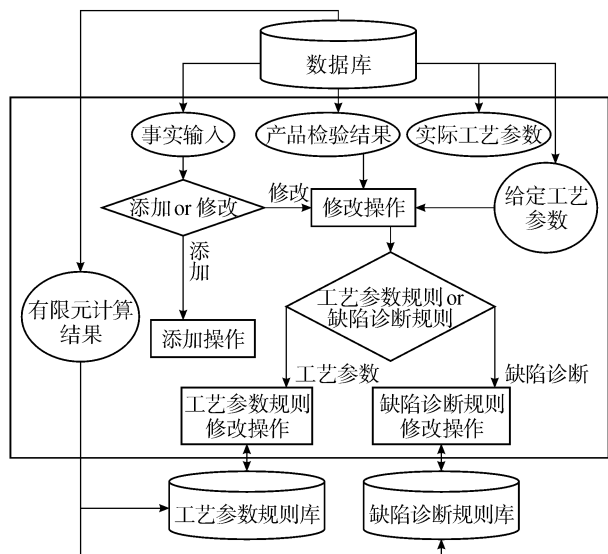 数据库
事实输入
产品检验结果
实际工艺参数
添加or修改
修改
修改操作
给定工艺
参数
添
加
有限元计算
结果
添加操作
工艺参数规则or
缺陷诊断规则
工艺参数
缺陷诊断
工艺参数规则
修改操作
缺陷诊断规则
修改操作
工艺参数规则库
缺陷诊断规则库